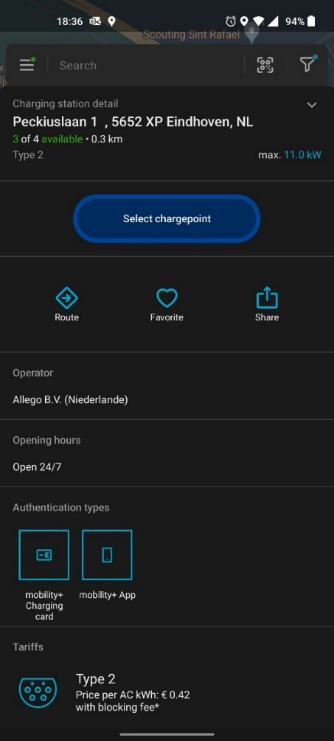 18:36
94%
Scouting Sint Rafael
Search
Charging station detail
Peckiuslaan 1 , 5652 XP Eindhoven, NL
3 of 4 available • 0.3 km
Type 2
max. 11.0 kW
Select chargepoint
Route
Favorite
Share
Operator
Allego B.V. (Niederlande)
Opening hours
Open 24/7
Authentication types
mobility+
Charging
card
mobility+ App
Tariffs
Type 2
Price per AC kWh: € 0.42
with blocking fee*